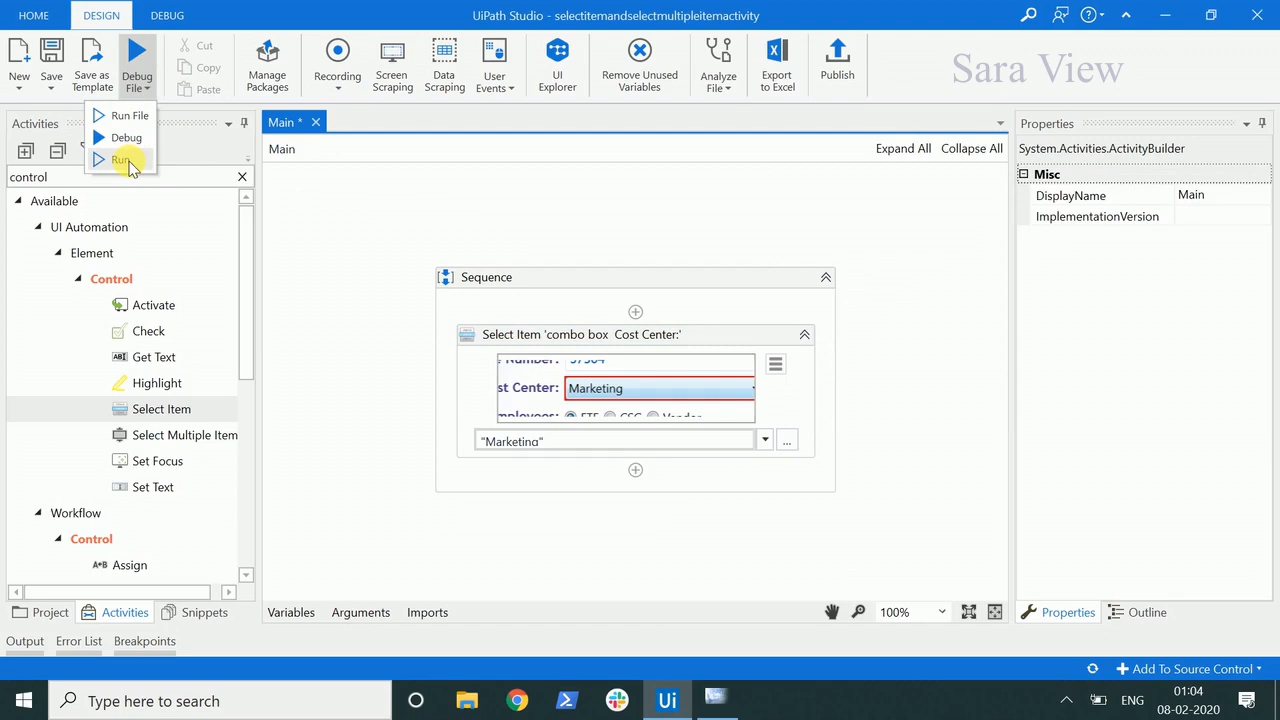 HOME DESIGN DEBUG UiPath Studio - selectitemandselectmultipleitemactivity
New Save Save as Template Debug File Cut Copy Paste Manage Packages Recording Screen Scraping Data Scraping User Events UI Explorer Remove Unused Variables Analyze File Export to Excel Publish Sara View
Run File
Debug
Run
Activities
control
Available
UI Automation
Element
Control
Activate
Check
Get Text
Highlight
Select Item
Select Multiple Item
Set Focus
Set Text
Workflow
Control
Assign
Project Activities Snippets
Main *
Main Expand All Collapse All
Sequence
Select Item 'combo box Cost Center:'
st Center: Marketing
"Marketing"
Variables Arguments Imports 100%
Properties
System.Activities.ActivityBuilder
Misc
DisplayName Main
ImplementationVersion
Properties Outline
Output Error List Breakpoints
Add To Source Control
Type here to search Ui ENG 01:04
08-02-2020